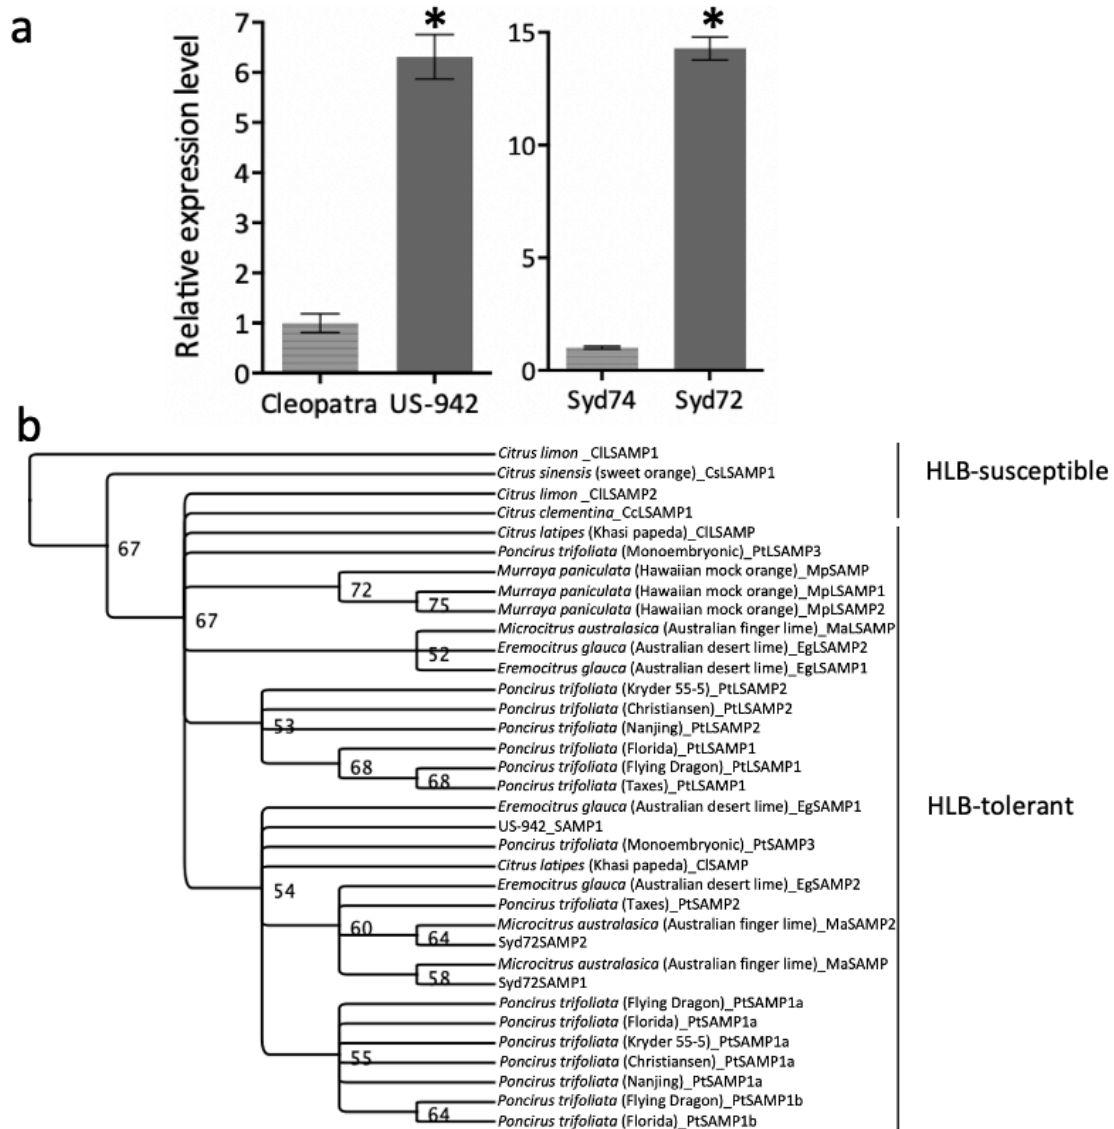 a
Relative expression level
7
6
5
4
3
2
1
0
*
Cleopatra US-942
15
10
5
0
*
Syd74 Syd72
b
Citrus limon _ClLSAMP1
Citrus sinensis (sweet orange)_CsLSAMP1
Citrus limon _ClLSAMP2
Citrus clementina_CcLSAMP1
Citrus latipes (Khasi papeda)_ClLSAMP
Poncirus trifoliata (Monoembryonic)_PtLSAMP3
Murraya paniculata (Hawaiian mock orange)_MpSAMP
Murraya paniculata (Hawaiian mock orange)_MpLSAMP1
Murraya paniculata (Hawaiian mock orange)_MpLSAMP2
Microcitrus australasica (Australian finger lime)_MaLSAMP
Eremocitrus glauca (Australian desert lime)_EgLSAMP2
Eremocitrus glauca (Australian desert lime)_EgLSAMP1
Poncirus trifoliata (Kryder 55-5)_PtLSAMP2
Poncirus trifoliata (Christiansen)_PtLSAMP2
Poncirus trifoliata (Nanjing)_PtLSAMP2
Poncirus trifoliata (Florida)_PtLSAMP1
Poncirus trifoliata (Flying Dragon)_PtLSAMP1
Poncirus trifoliata (Taxes)_PtLSAMP1
Eremocitrus glauca (Australian desert lime)_EgSAMP1
US-942_SAMP1
Poncirus trifoliata (Monoembryonic)_PtSAMP3
Citrus latipes (Khasi papeda)_ClSAMP
Eremocitrus glauca (Australian desert lime)_EgSAMP2
Poncirus trifoliata (Taxes)_PtSAMP2
Microcitrus australasica (Australian finger lime)_MaSAMP2
Syd72SAMP2
Microcitrus australasica (Australian finger lime)_MaSAMP
Syd72SAMP1
Poncirus trifoliata (Flying Dragon)_PtSAMP1a
Poncirus trifoliata (Florida)_PtSAMP1a
Poncirus trifoliata (Kryder 55-5)_PtSAMP1a
Poncirus trifoliata (Christiansen)_PtSAMP1a
Poncirus trifoliata (Nanjing)_PtSAMP1a
Poncirus trifoliata (Flying Dragon)_PtSAMP1b
Poncirus trifoliata (Florida)_PtSAMP1b
67
67
72
75
52
53
68
68
54
60
64
58
55
64
HLB-susceptible
HLB-tolerant